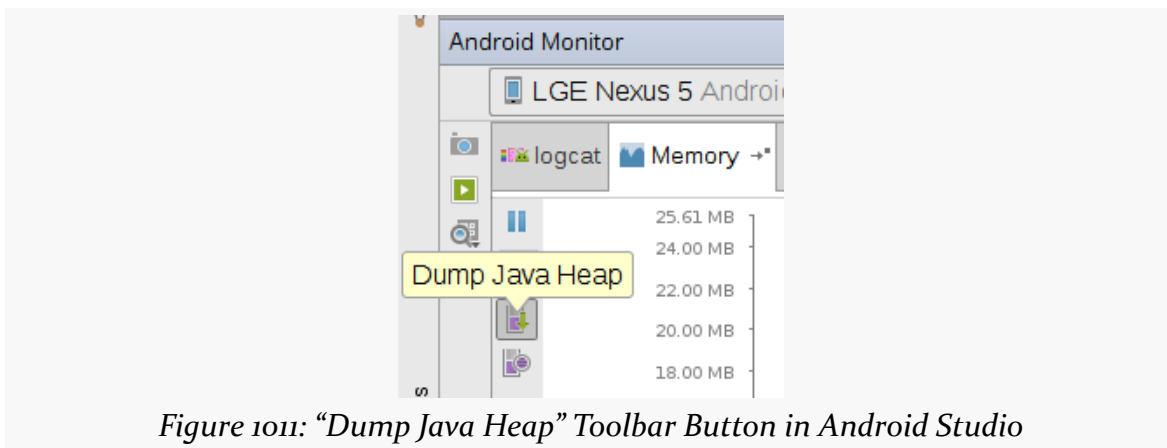 Android Monitor
LGE Nexus 5 Androi
logcat Memory
25.61 MB
24.00 MB
Dump Java Heap
22.00 MB
20.00 MB
18.00 MB
s
Figure 1011: “Dump Java Heap” Toolbar Button in Android Studio